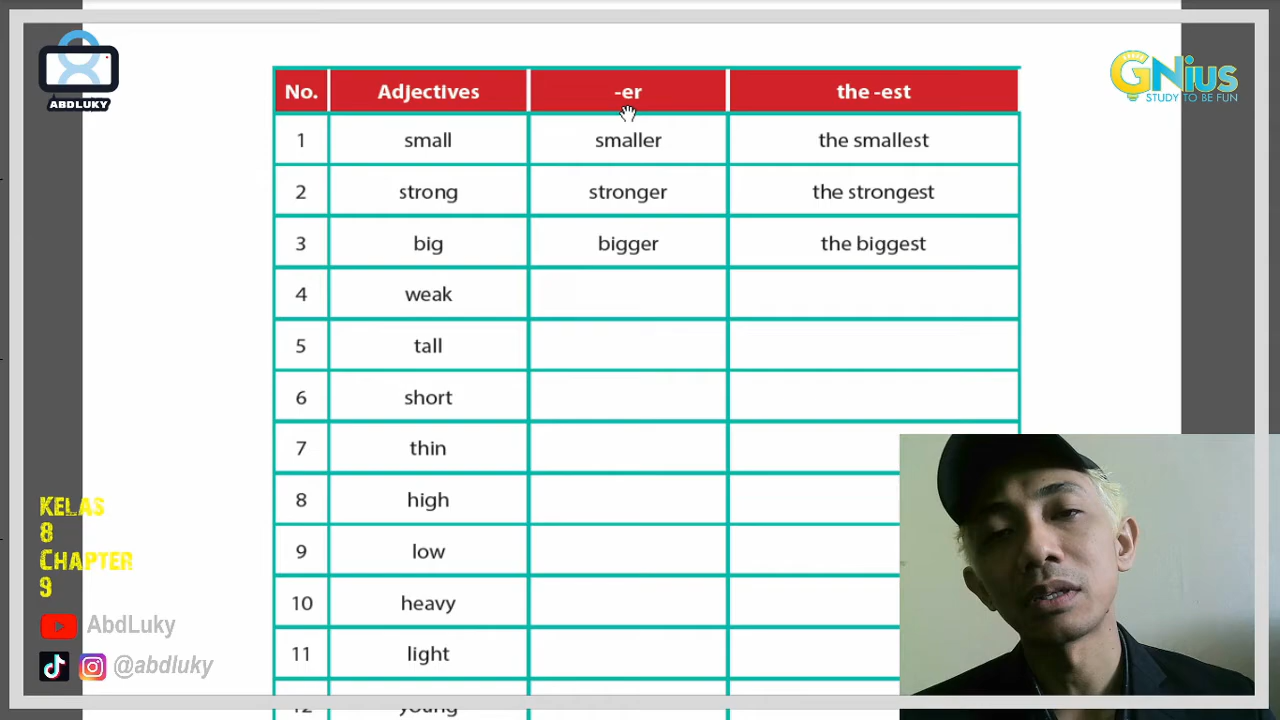 ABDLUKY
GNius
STUDY TO BE FUN
No. Adjectives -er the -est
1 small smaller the smallest
2 strong stronger the strongest
3 big bigger the biggest
4 weak
5 tall
6 short
7 thin
8 high
9 low
10 heavy
11 light
12 young
KELAS
8
CHAPTER
9
AbdLuky
@abdluky